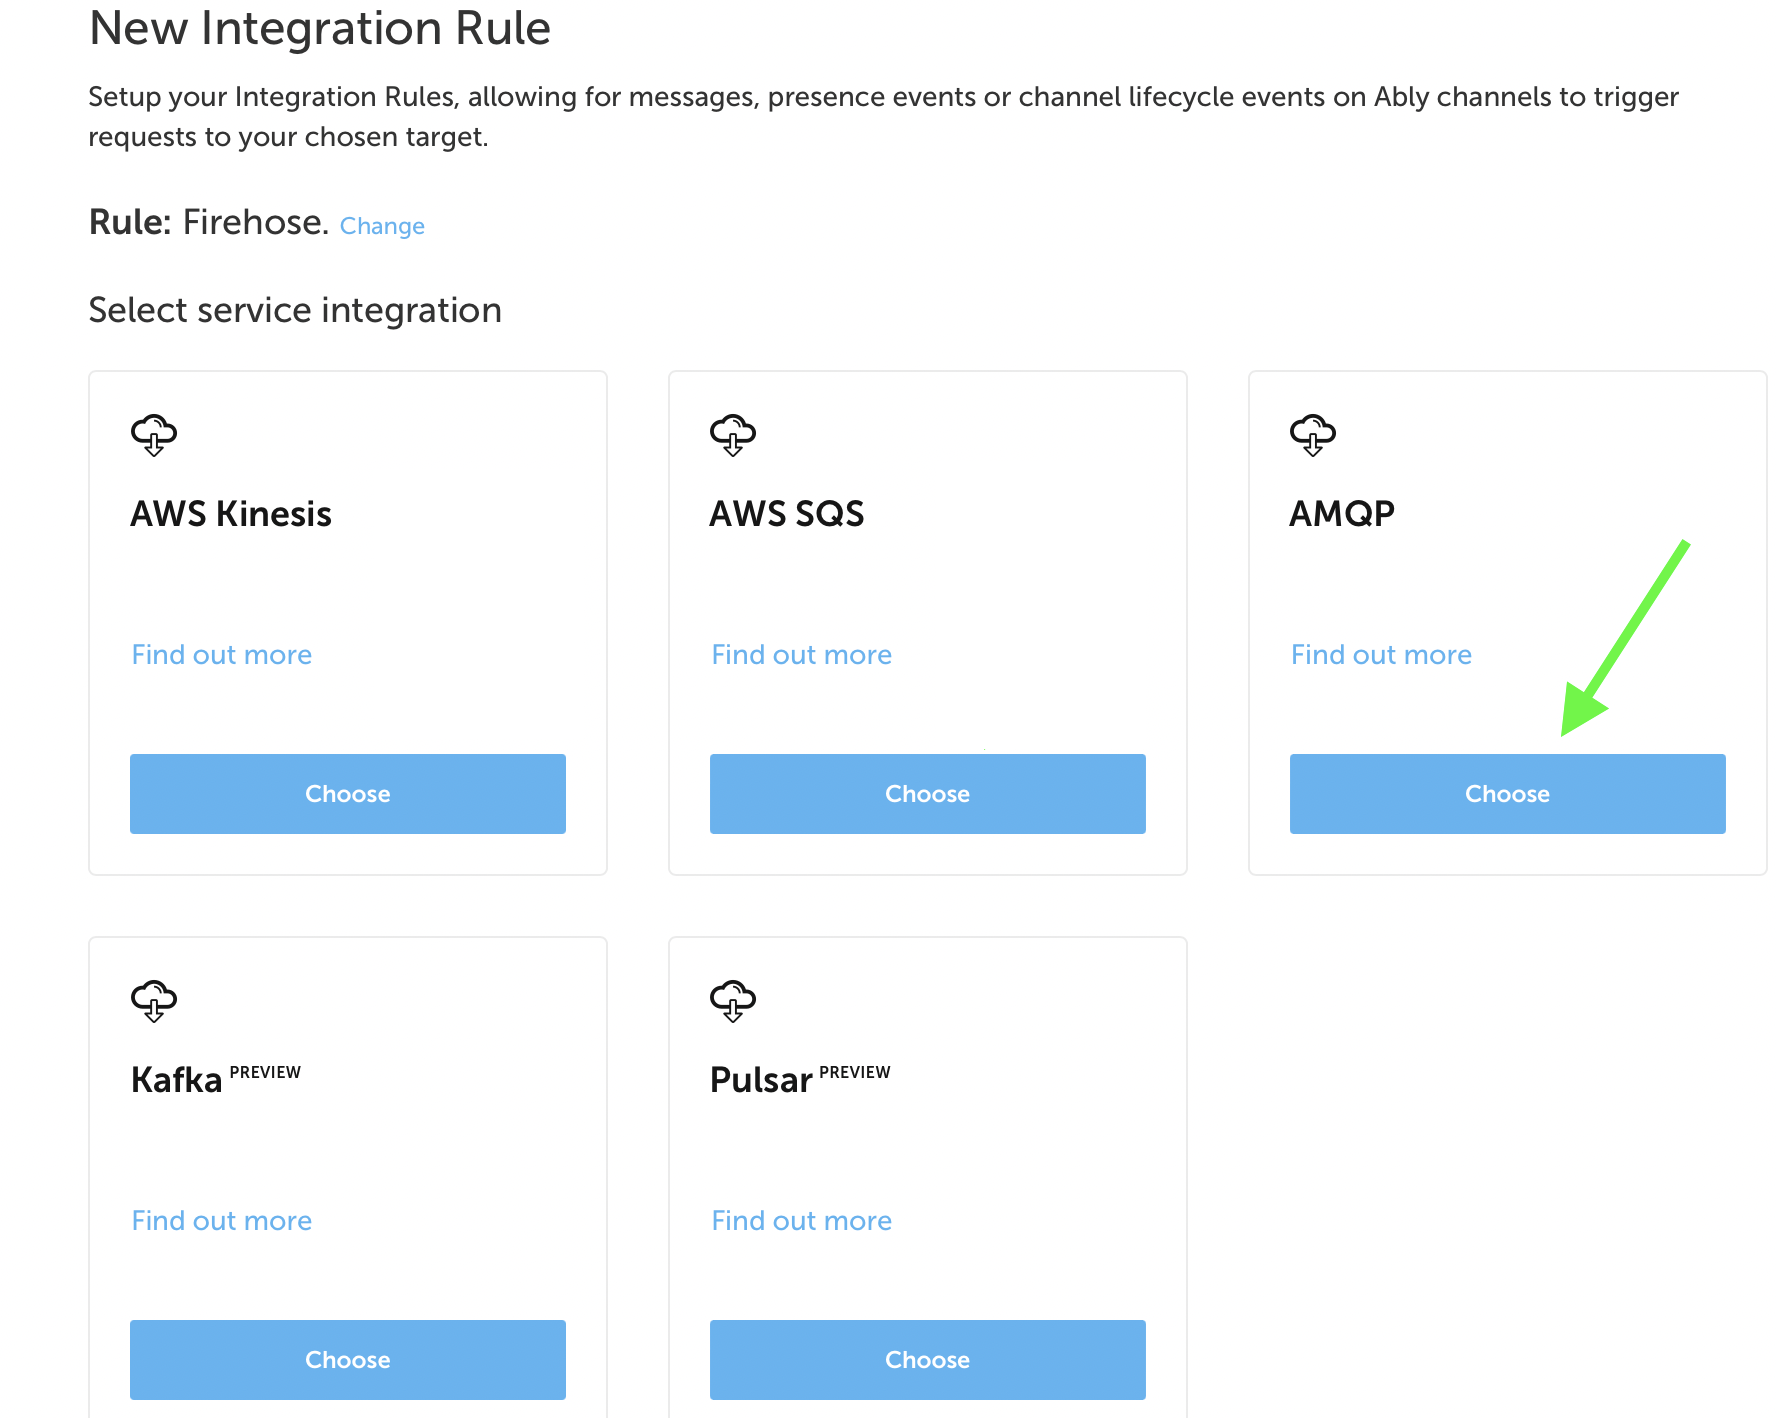 New Integration Rule
Setup your Integration Rules, allowing for messages, presence events or channel lifecycle events on Ably channels to trigger
requests to your chosen target.
Rule: Firehose. Change
Select service integration
AWS Kinesis
Find out more
Choose
AWS SQS
Find out more
Choose
AMQP
Find out more
Choose
Kafka PREVIEW
Find out more
Choose
Pulsar PREVIEW
Find out more
Choose